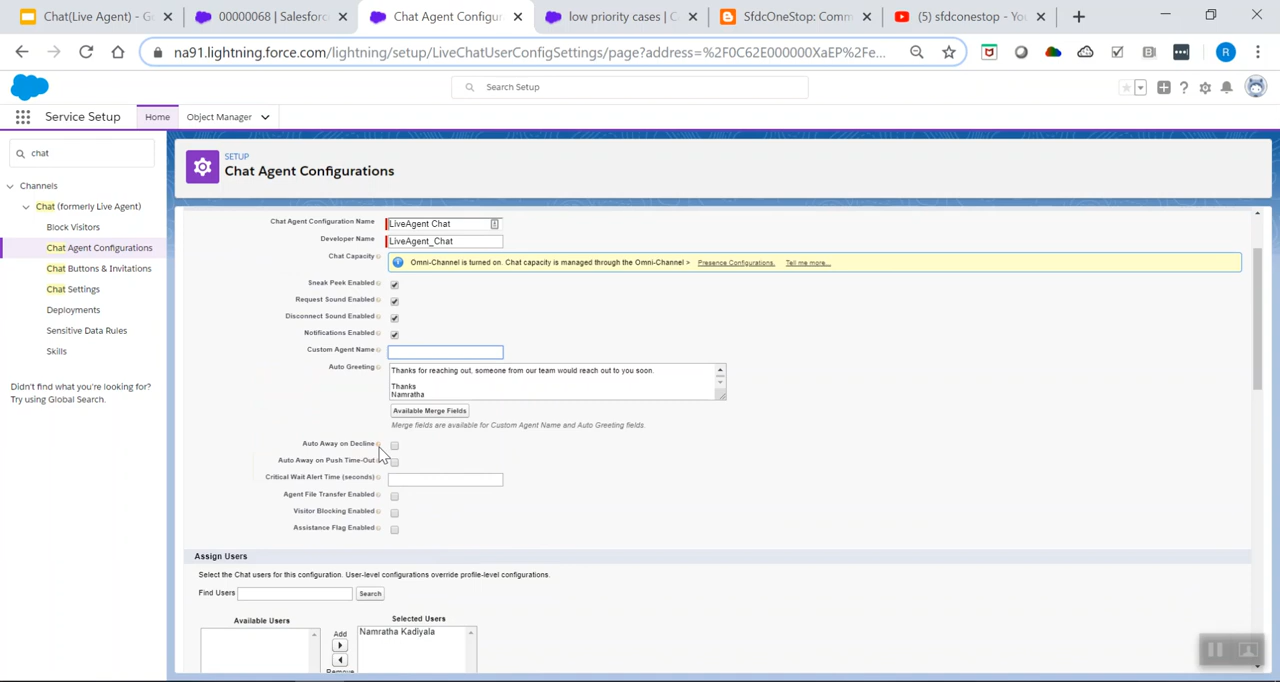 Chat(Live Agent) - G
00000068 | Salesforc
Chat Agent Configur
low priority cases | C
SfdcOneStop: Comm
(5) sfdconestop - Yo
na91.lightning.force.com/lightning/setup/LiveChatUserConfigSettings/page?address=%2F0C62E000000XaEP%2Fe...
R
Search Setup
Service Setup
Home
Object Manager
chat
Channels
Chat (formerly Live Agent)
Block Visitors
Chat Agent Configurations
Chat Buttons & Invitations
Chat Settings
Deployments
Sensitive Data Rules
Skills
Didn't find what you're looking for?
Try using Global Search.
SETUP
Chat Agent Configurations
Chat Agent Configuration Name
LiveAgent Chat
Developer Name
LiveAgent_Chat
Chat Capacity
Omni-Channel is turned on. Chat capacity is managed through the Omni-Channel > Presence Configurations. Tell me more...
Sneak Peek Enabled
Request Sound Enabled
Disconnect Sound Enabled
Notifications Enabled
Custom Agent Name
Auto Greeting
Thanks for reaching out, someone from our team would reach out to you soon.
Thanks
Namratha
Available Merge Fields
Merge fields are available for Custom Agent Name and Auto Greeting fields.
Auto Away on Decline
Auto Away on Push Time-Out
Critical Wait Alert Time (seconds)
Agent File Transfer Enabled
Visitor Blocking Enabled
Assistance Flag Enabled
Assign Users
Select the Chat users for this configuration. User-level configurations override profile-level configurations.
Find Users
Search
Available Users
Selected Users
Add
Namratha Kadiyala
Remove